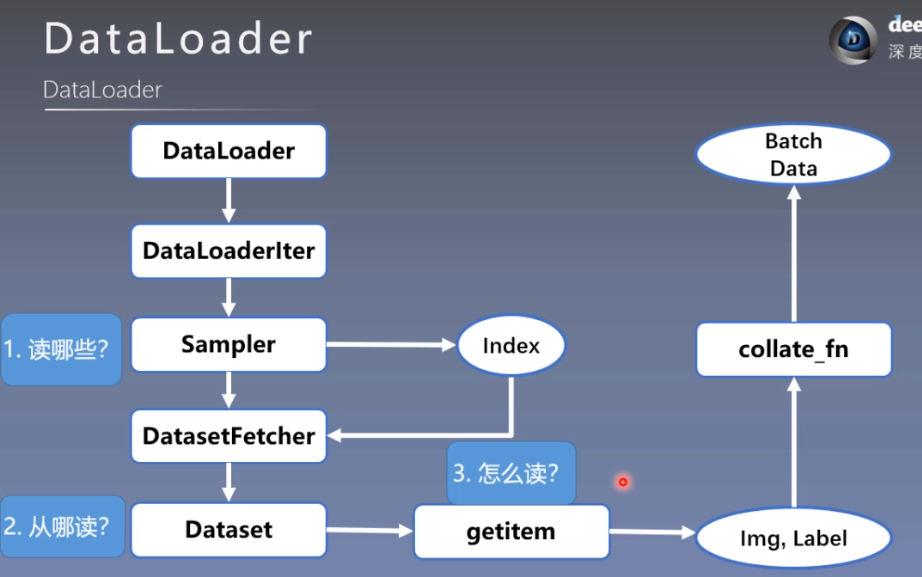 DataLoader
DataLoader
dee
深度
DataLoader
Batch
Data
DataLoaderIter
1. 读哪些?
Sampler
Index
collate_fn
DatasetFetcher
3. 怎么读?
2. 从哪读?
Dataset
getitem
Img, Label